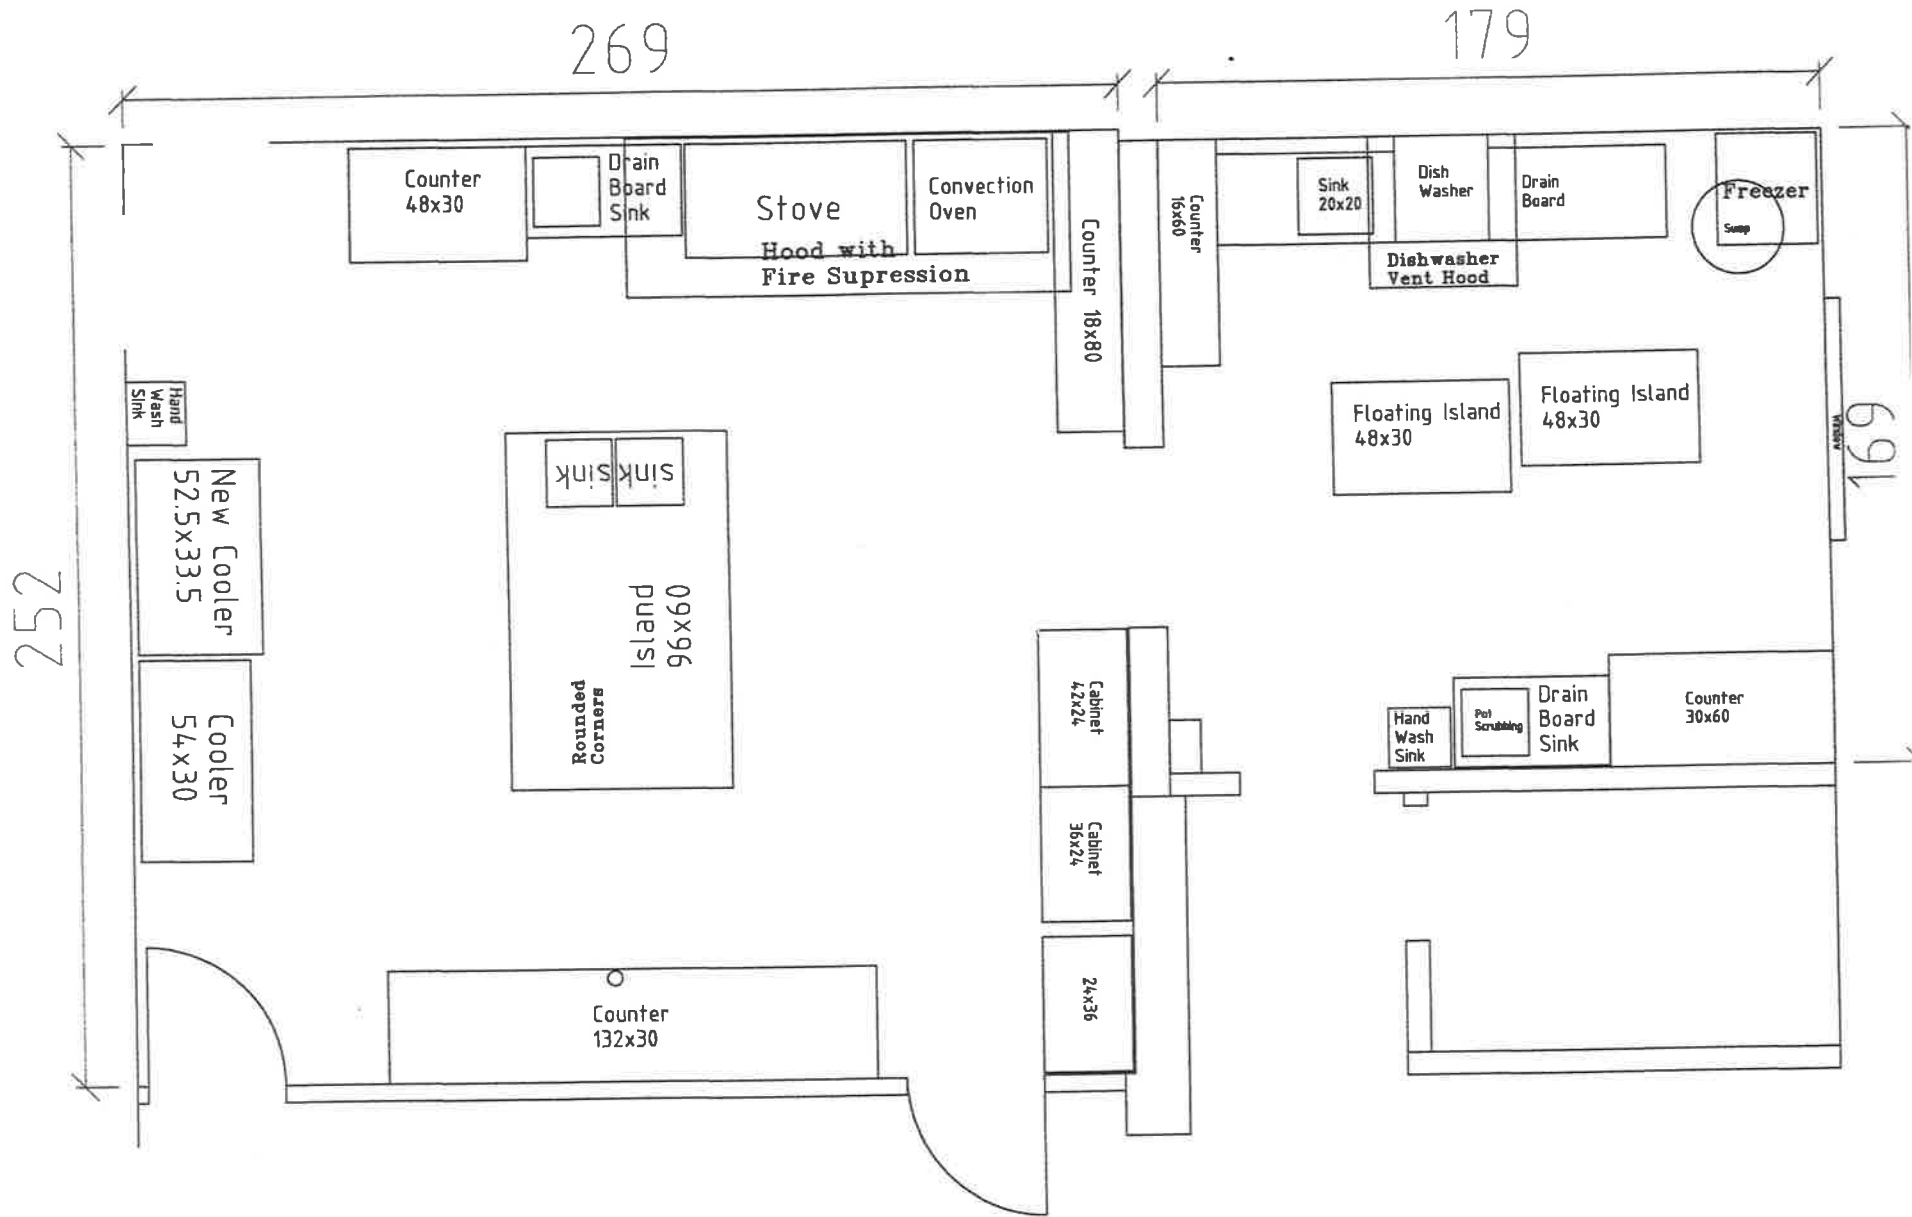 269
179
Counter
48x30
Drain
Board
Sink
Stove
Convection
Oven
Hood with
Fire Supression
Counter 18x80
Counter
16x60
Sink
20x20
Dish
Washer
Drain
Board
Dishwasher
Vent Hood
Freezer
Sump
Hand
Wash
Sink
sink
sink
Floating Island
48x30
Floating Island
48x30
Window
169
New Cooler
52.5x33.5
252
96x60
Island
Rounded
Corners
Cooler
54x30
Cabinet
42x24
Cabinet
36x24
24x36
Hand
Wash
Sink
Pot
Scrubbing
Drain
Board
Sink
Counter
30x60
Counter
132x30